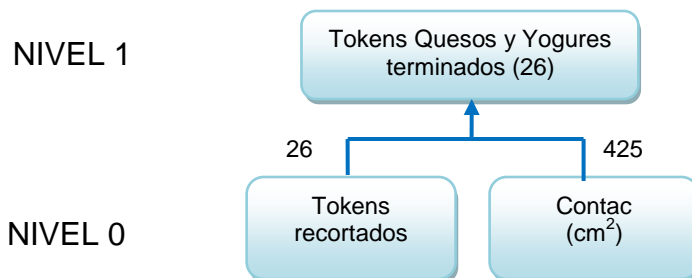 NIVEL 1
Tokens Quesos y Yogures
terminados (26)
26
425
NIVEL 0
Tokens
recortados
Contac
(cm²)